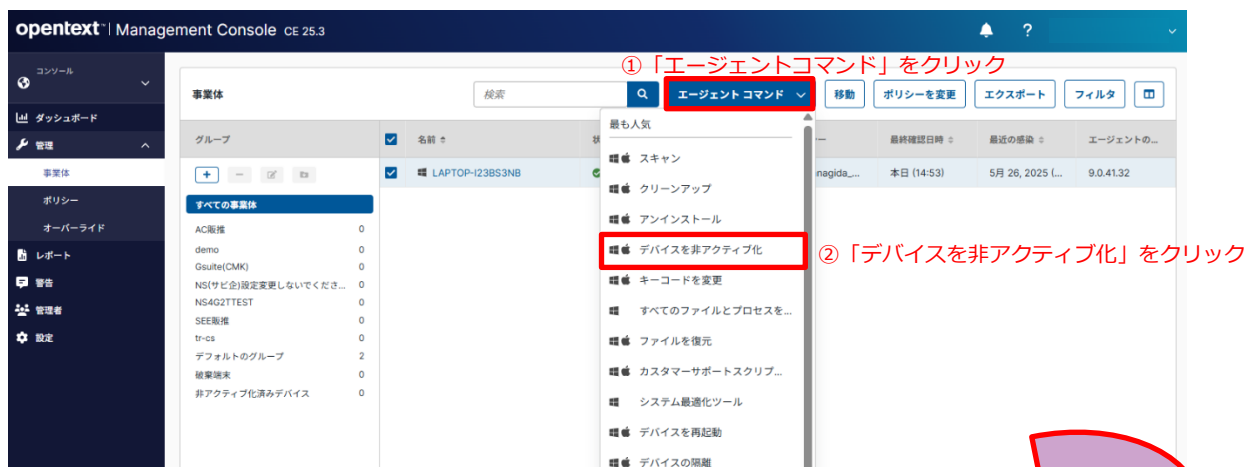 opentext™ | Management Console CE 25.3
?
①「エージェントコマンド」をクリック
コンソール
ダッシュボード
管理
事業体
ポリシー
オーバーライド
レポート
警告
管理者
設定
事業体
検索
エージェント コマンド
移動
ポリシーを変更
エクスポート
フィルタ
グループ
名前
最終確認日時
最近の感染
エージェントの...
すべての事業体
AC販推 0
demo 0
Gsuite(CMK) 0
NS(サビ企)設定変更しないでくださ... 0
NS4G2TTEST 0
SEE販推 0
tr-cs 0
デフォルトのグループ 2
破棄端末 0
非アクティブ化済みデバイス 0
LAPTOP-I23BS3NB
nagida_...
本日 (14:53)
5月 26, 2025 (...
9.0.41.32
最も人気
スキャン
クリーンアップ
アンインストール
デバイスを非アクティブ化
②「デバイスを非アクティブ化」をクリック
キーコードを変更
すべてのファイルとプロセスを...
ファイルを復元
カスタマーサポートスクリプ...
システム最適化ツール
デバイスを再起動
デバイスの隔離